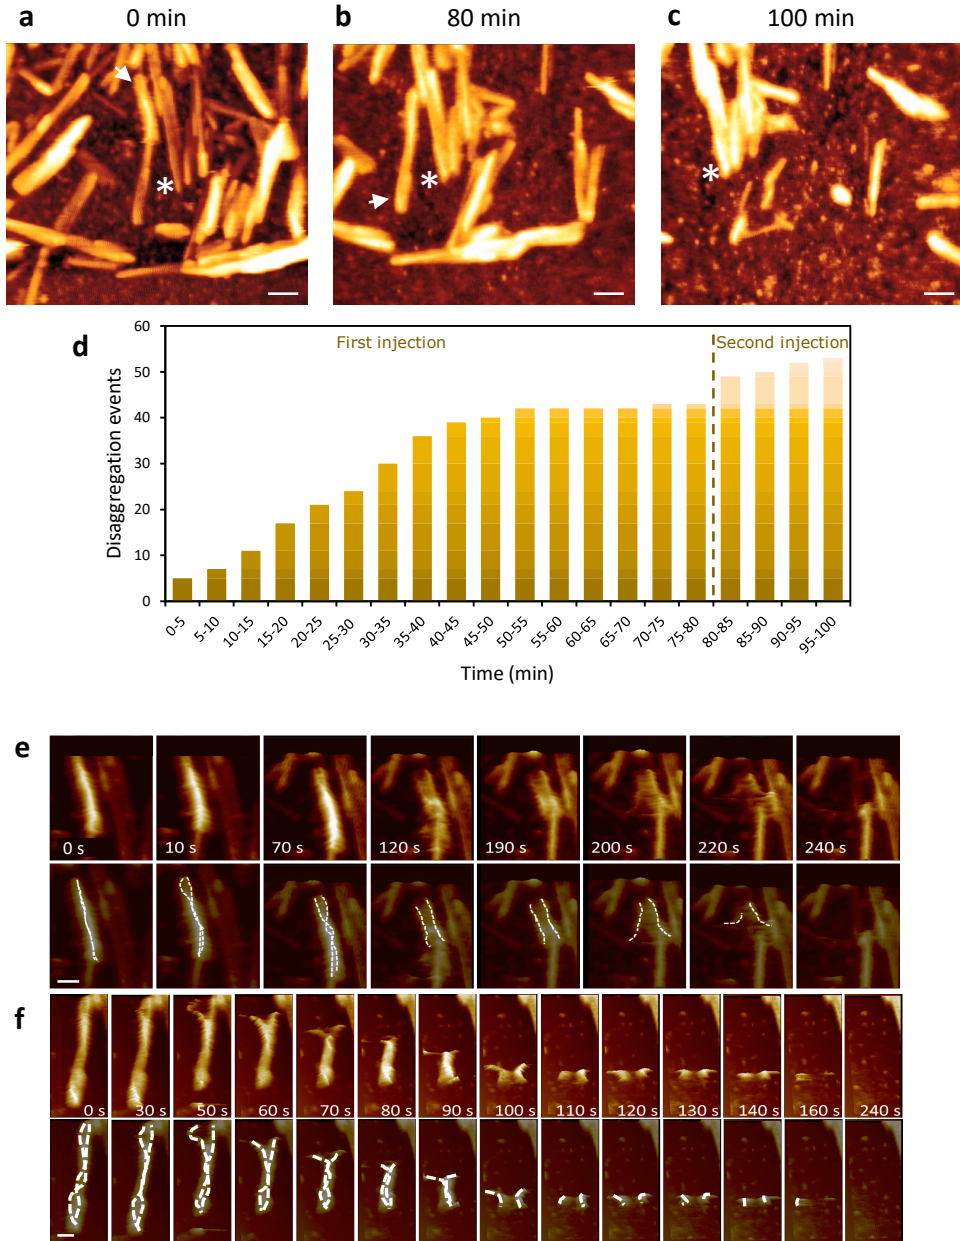 a 0 min b 80 min c 100 min
*
*
*
d
60
50
40
30
20
10
0
Disaggregation events
First injection
Second injection
0-5 5-10 10-15 15-20 20-25 25-30 30-35 35-40 40-45 45-50 50-55 55-60 60-65 65-70 70-75 75-80 80-85 85-90 90-95 95-100
Time (min)
e
0 s 10 s 70 s 120 s 190 s 200 s 220 s 240 s
f
0 s 30 s 50 s 60 s 70 s 80 s 90 s 100 s 110 s 120 s 130 s 140 s 160 s 240 s